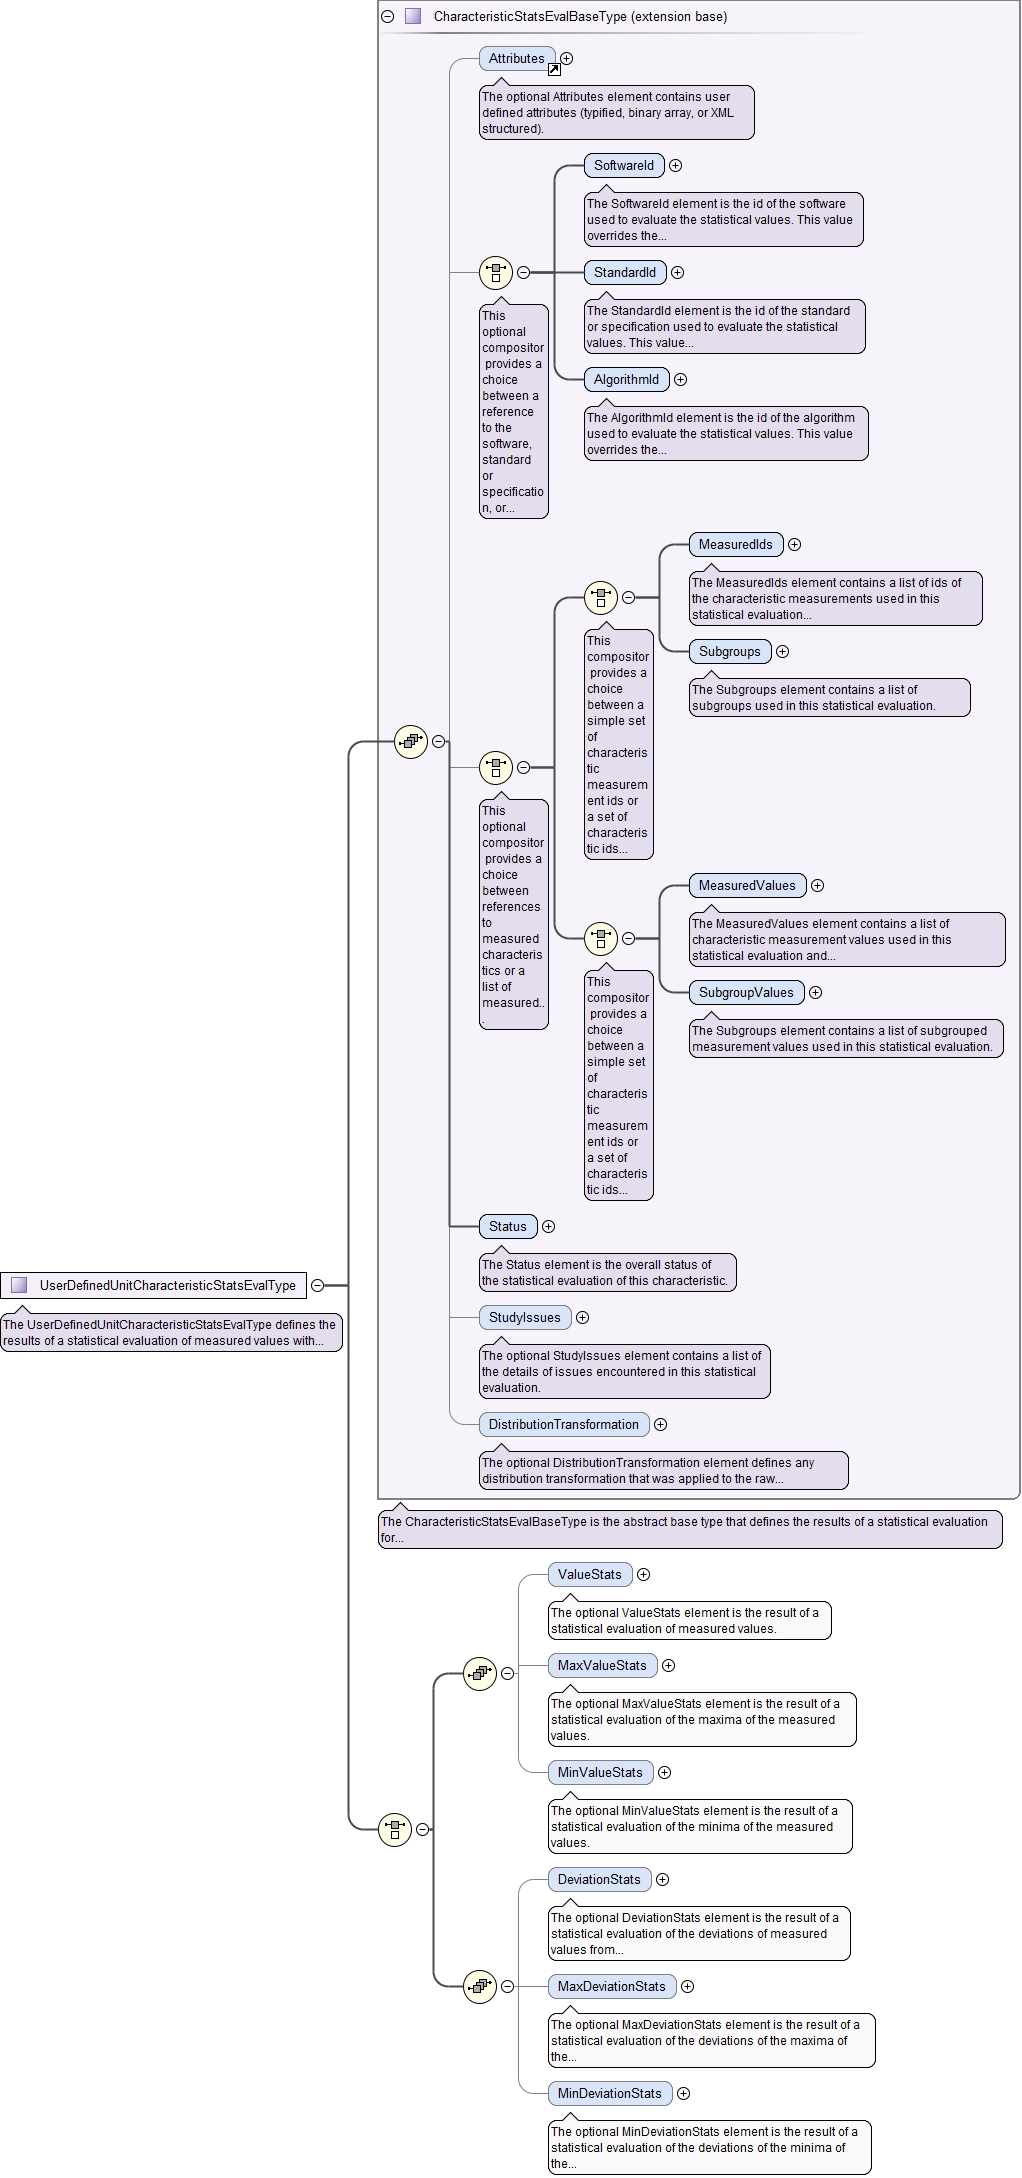 CharacteristicStatsEvalBaseType (extension base)
Attributes
The optional Attributes element contains user
defined attributes (typified, binary array, or XML
structured).
SoftwareId
The SoftwareId element is the id of the software
used to evaluate the statistical values. This value
overrides the...
StandardId
The StandardId element is the id of the standard
or specification used to evaluate the statistical
values. This value...
This
optional
compositor
provides a
choice
between a
reference
to the
software,
standard
or
specificatio
n, or...
AlgorithmId
The AlgorithmId element is the id of the algorithm
used to evaluate the statistical values. This value
overrides the...
MeasuredIds
The MeasuredIds element contains a list of ids of
the characteristic measurements used in this
statistical evaluation...
This
compositor
provides a
choice
between a
simple set
of
characteris
tic
measurem
ent ids or
a set of
characteris
tic ids...
Subgroups
The Subgroups element contains a list of
subgroups used in this statistical evaluation.
This
optional
compositor
provides a
choice
between
references
to
measured
characteris
tics or a
list of
measured..
.
MeasuredValues
The MeasuredValues element contains a list of
characteristic measurement values used in this
statistical evaluation and...
This
compositor
provides a
choice
between a
simple set
of
characteris
tic
measurem
ent ids or
a set of
characteris
tic ids...
SubgroupValues
The Subgroups element contains a list of subgrouped
measurement values used in this statistical evaluation.
Status
The Status element is the overall status of
the statistical evaluation of this characteristic.
UserDefinedUnitCharacteristicStatsEvalType
The UserDefinedUnitCharacteristicStatsEvalType defines the
results of a statistical evaluation of measured values with...
StudyIssues
The optional StudyIssues element contains a list of
the details of issues encountered in this statistical
evaluation.
DistributionTransformation
The optional DistributionTransformation element defines any
distribution transformation that was applied to the raw...
The CharacteristicStatsEvalBaseType is the abstract base type that defines the results of a statistical evaluation
for...
ValueStats
The optional ValueStats element is the result of a
statistical evaluation of measured values.
MaxValueStats
The optional MaxValueStats element is the result of a
statistical evaluation of the maxima of the measured
values.
MinValueStats
The optional MinValueStats element is the result of a
statistical evaluation of the minima of the measured
values.
DeviationStats
The optional DeviationStats element is the result of a
statistical evaluation of the deviations of measured
values from...
MaxDeviationStats
The optional MaxDeviationStats element is the result of a
statistical evaluation of the deviations of the maxima of
the...
MinDeviationStats
The optional MinDeviationStats element is the result of a
statistical evaluation of the deviations of the minima of
the...